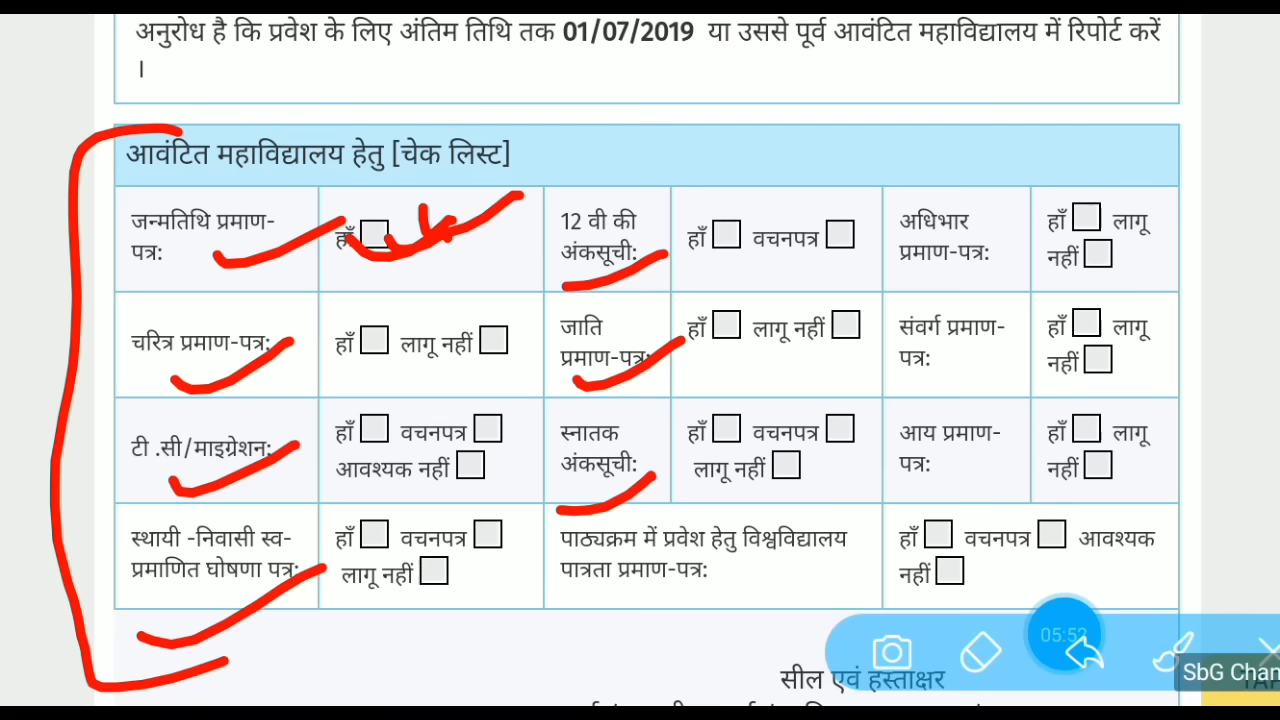 अनुरोध है कि प्रवेश के लिए अंतिम तिथि तक 01/07/2019 या उससे पूर्व आवंटित महाविद्यालय में रिपोर्ट करें
।
आवंटित महाविद्यालय हेतु [चेक लिस्ट]
जन्मतिथि प्रमाण-
पत्र:
हाँ
12 वी की
अंकसूची:
हाँ वचनपत्र
अधिभार
प्रमाण-पत्र:
हाँ लागू
नहीं
चरित्र प्रमाण-पत्र:
हाँ लागू नहीं
जाति
प्रमाण-पत्र:
हाँ लागू नहीं
संवर्ग प्रमाण-
पत्र:
हाँ लागू
नहीं
टी .सी/माइग्रेशन:
हाँ वचनपत्र
आवश्यक नहीं
स्नातक
अंकसूची:
हाँ वचनपत्र
लागू नहीं
आय प्रमाण-
पत्र:
हाँ लागू
नहीं
स्थायी -निवासी स्व-
प्रमाणित घोषणा पत्र:
हाँ वचनपत्र
लागू नहीं
पाठ्यक्रम में प्रवेश हेतु विश्वविद्यालय
पात्रता प्रमाण-पत्र:
हाँ वचनपत्र आवश्यक
नहीं
05:52
सील एवं हस्ताक्षर
SbG Chan